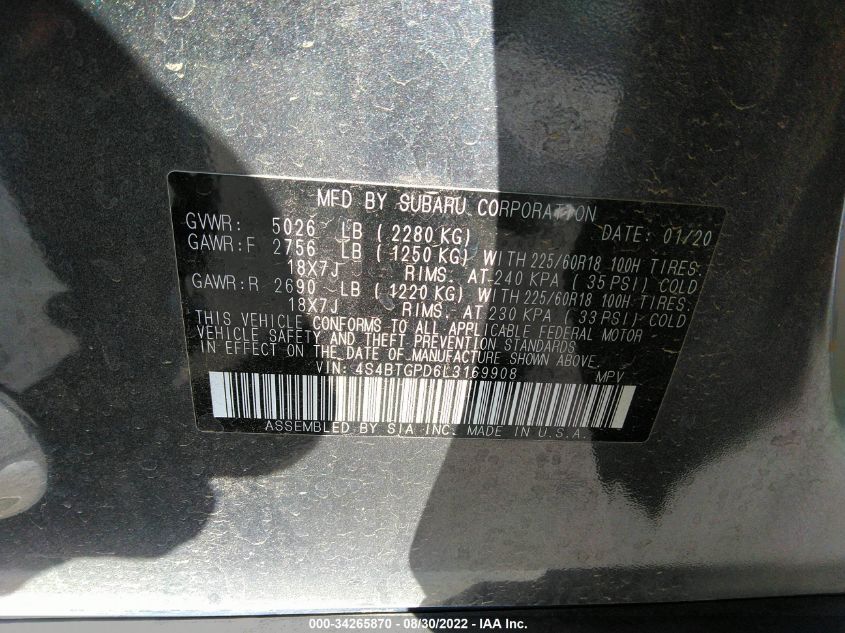 MFD BY SUBARU CORPORATION
GVWR: 5026 LB ( 2280 KG) DATE: 01/20
GAWR:F 2756 LB ( 1250 KG) WITH 225/60R18 100H TIRES.
18X7J RIMS. AT 240 KPA ( 35 PSI) COLD
GAWR:R 2690 LB ( 1220 KG) WITH 225/60R18 100H TIRES.
18X7J RIMS. AT 230 KPA ( 33 PSI) COLD
THIS VEHICLE CONFORMS TO ALL APPLICABLE FEDERAL MOTOR
VEHICLE SAFETY AND THEFT PREVENTION STANDARDS
IN EFFECT ON THE DATE OF MANUFACTURE SHOWN ABOVE.
VIN: 4S4BTGPD6L3169908 MPV
ASSEMBLED BY SIA INC. MADE IN U.S.A.
000-34265870 - 08/30/2022 - IAA Inc.